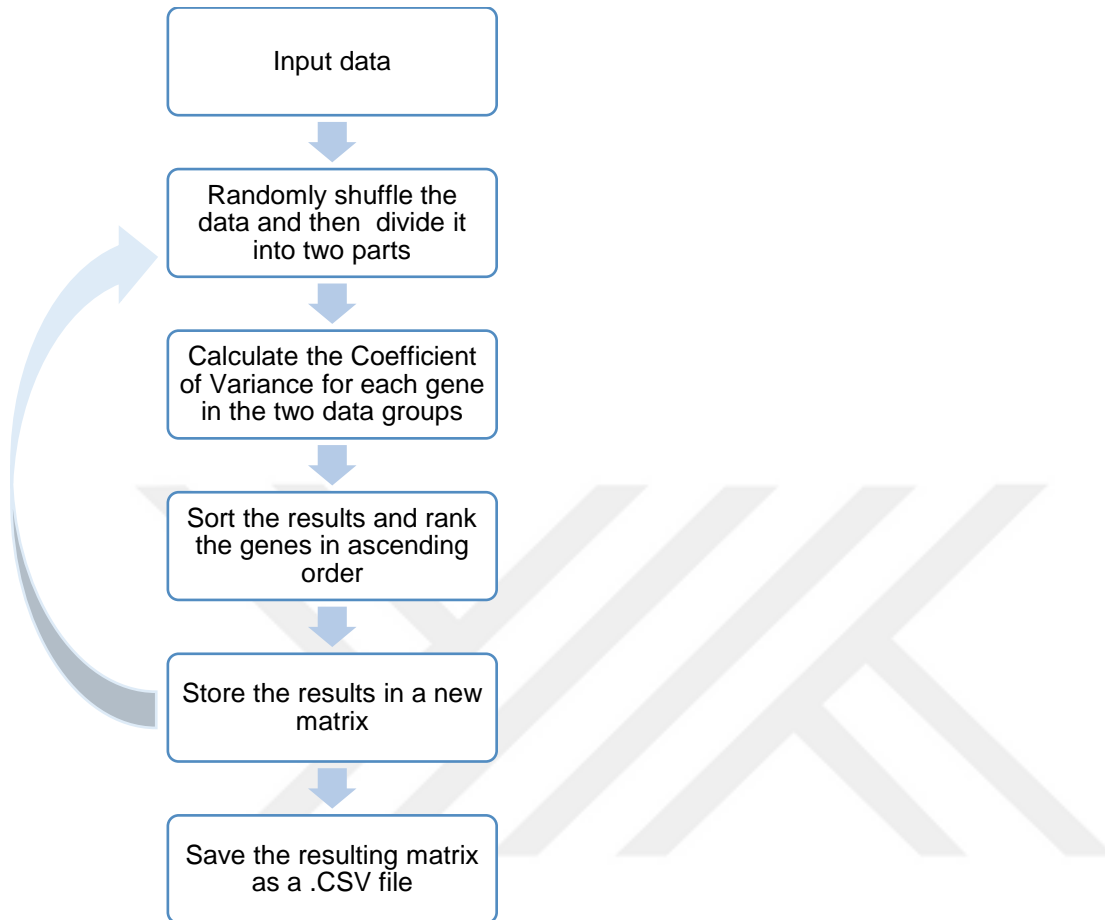 Input data
Randomly shuffle the
data and then  divide it
into two parts
Calculate the Coefficient
of Variance for each gene
in the two data groups
Sort the results and rank
the genes in ascending
order
Store the results in a new
matrix
Save the resulting matrix
as a .CSV file